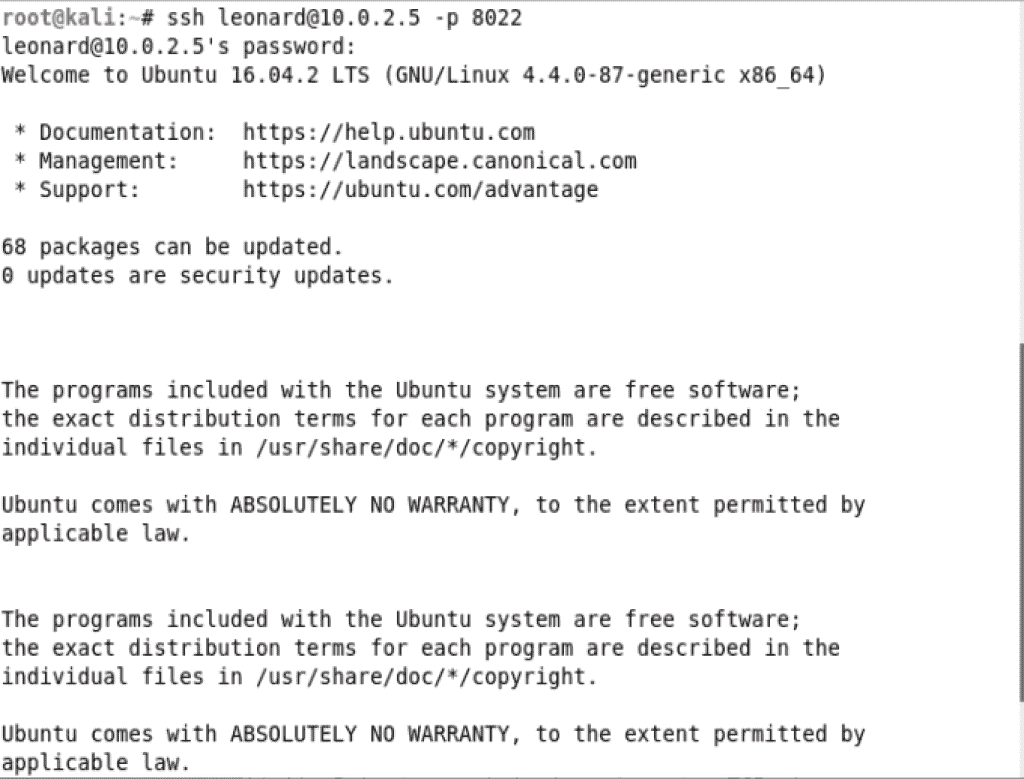 root@kali:~# ssh leonard@10.0.2.5 -p 8022
leonard@10.0.2.5's password:
Welcome to Ubuntu 16.04.2 LTS (GNU/Linux 4.4.0-87-generic x86_64)
* Documentation: https://help.ubuntu.com
* Management: https://landscape.canonical.com
* Support: https://ubuntu.com/advantage
68 packages can be updated.
0 updates are security updates.
The programs included with the Ubuntu system are free software;
the exact distribution terms for each program are described in the
individual files in /usr/share/doc/*/copyright.
Ubuntu comes with ABSOLUTELY NO WARRANTY, to the extent permitted by
applicable law.
The programs included with the Ubuntu system are free software;
the exact distribution terms for each program are described in the
individual files in /usr/share/doc/*/copyright.
Ubuntu comes with ABSOLUTELY NO WARRANTY, to the extent permitted by
applicable law.